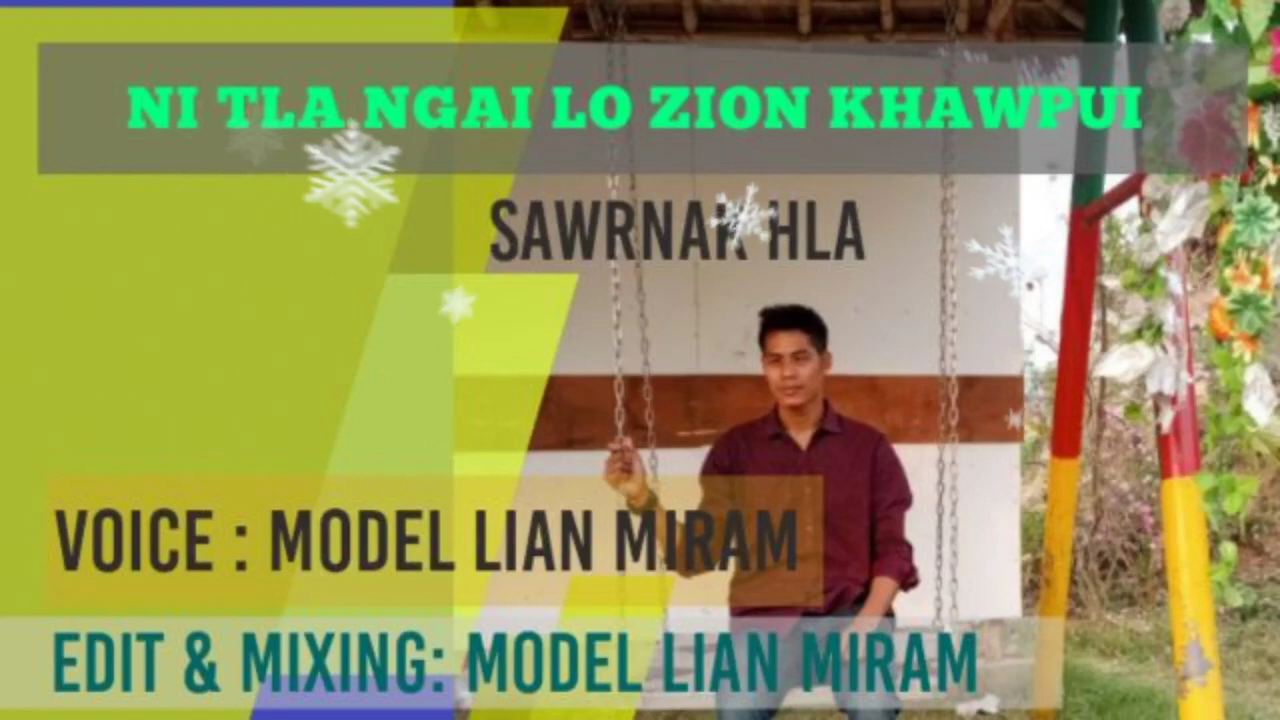 NI TLA NGAI LO ZION KHAWPUI
SAWRNAK HLA
VOICE : MODEL LIAN MIRAM
EDIT & MIXING: MODEL LIAN MIRAM